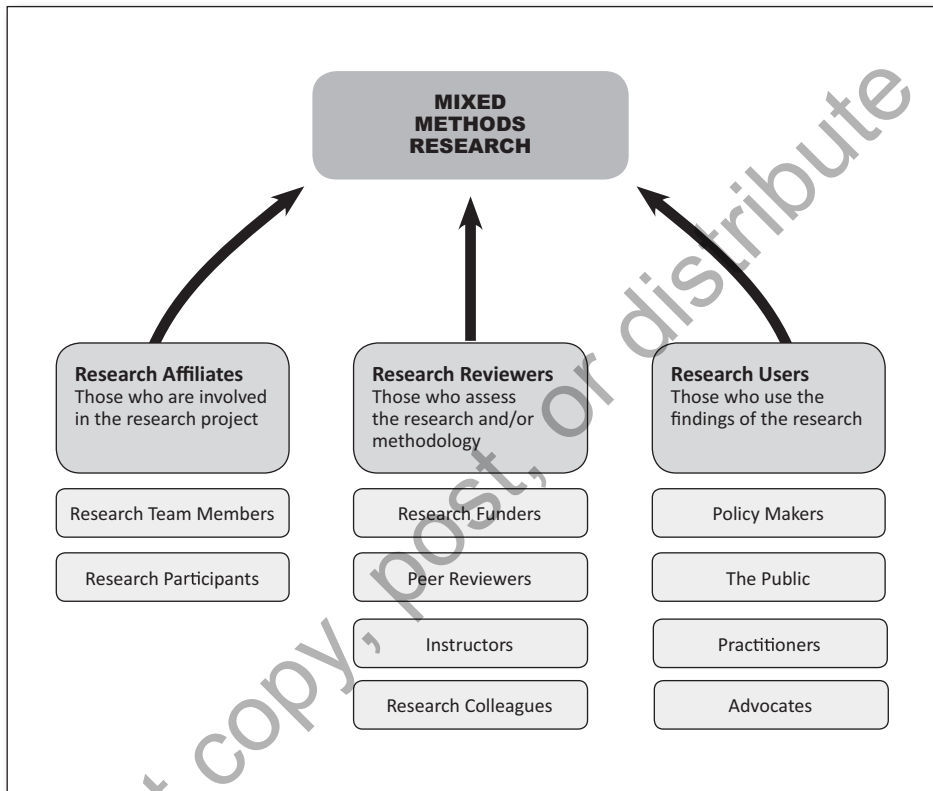 MIXED
METHODS
RESEARCH
Research Affiliates
Those who are involved
in the research project
Research Team Members
Research Participants
Research Reviewers
Those who assess
the research and/or
methodology
Research Funders
Peer Reviewers
Instructors
Research Colleagues
Research Users
Those who use the
findings of the research
Policy Makers
The Public
Practitioners
Advocates
copy, post, or distribute